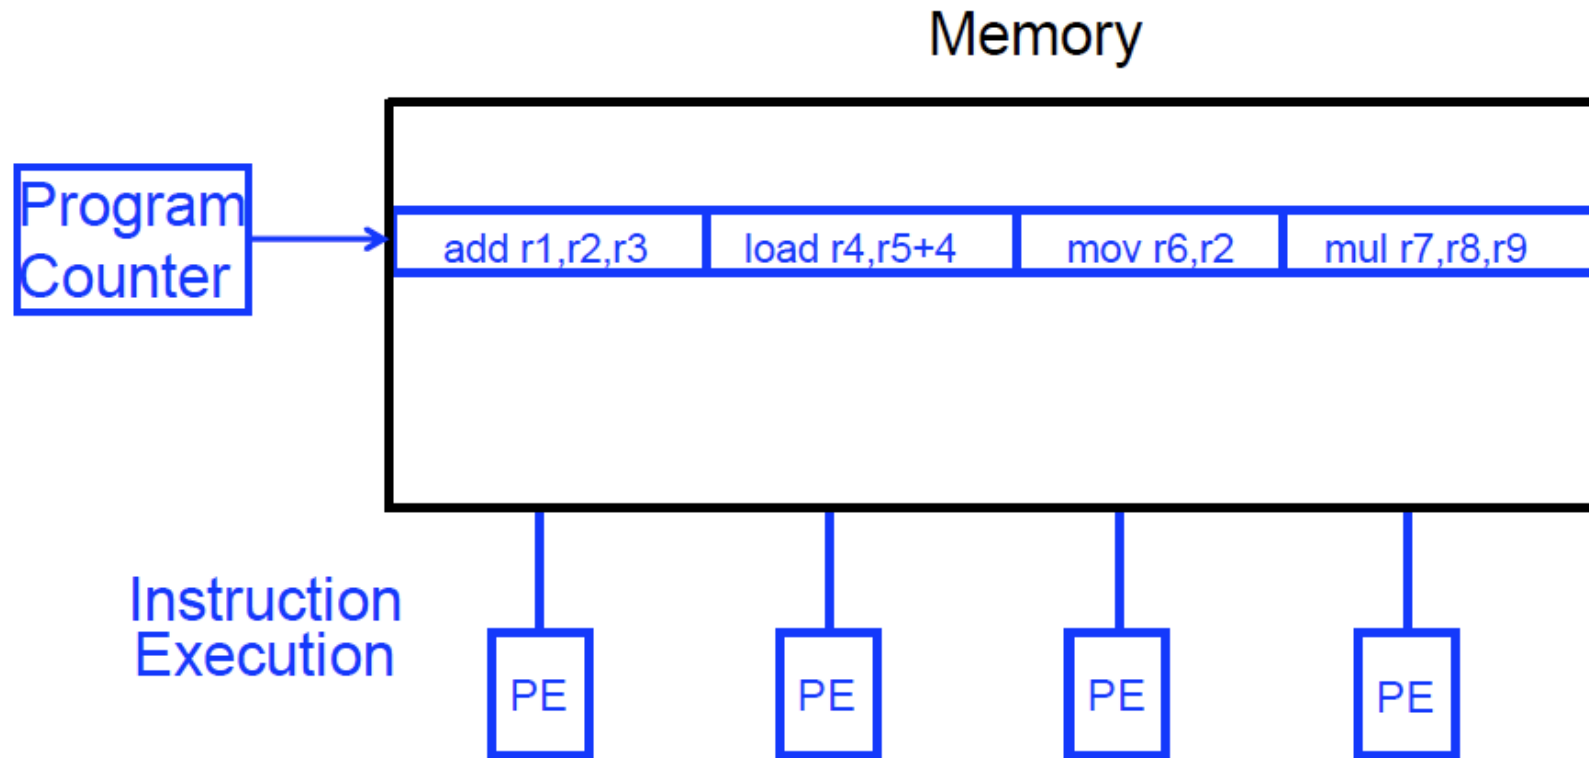 Memory
Program
Counter
add r1,r2,r3
load r4,r5+4
mov r6,r2
mul r7,r8,r9
Instruction
Execution
PE
PE
PE
PE